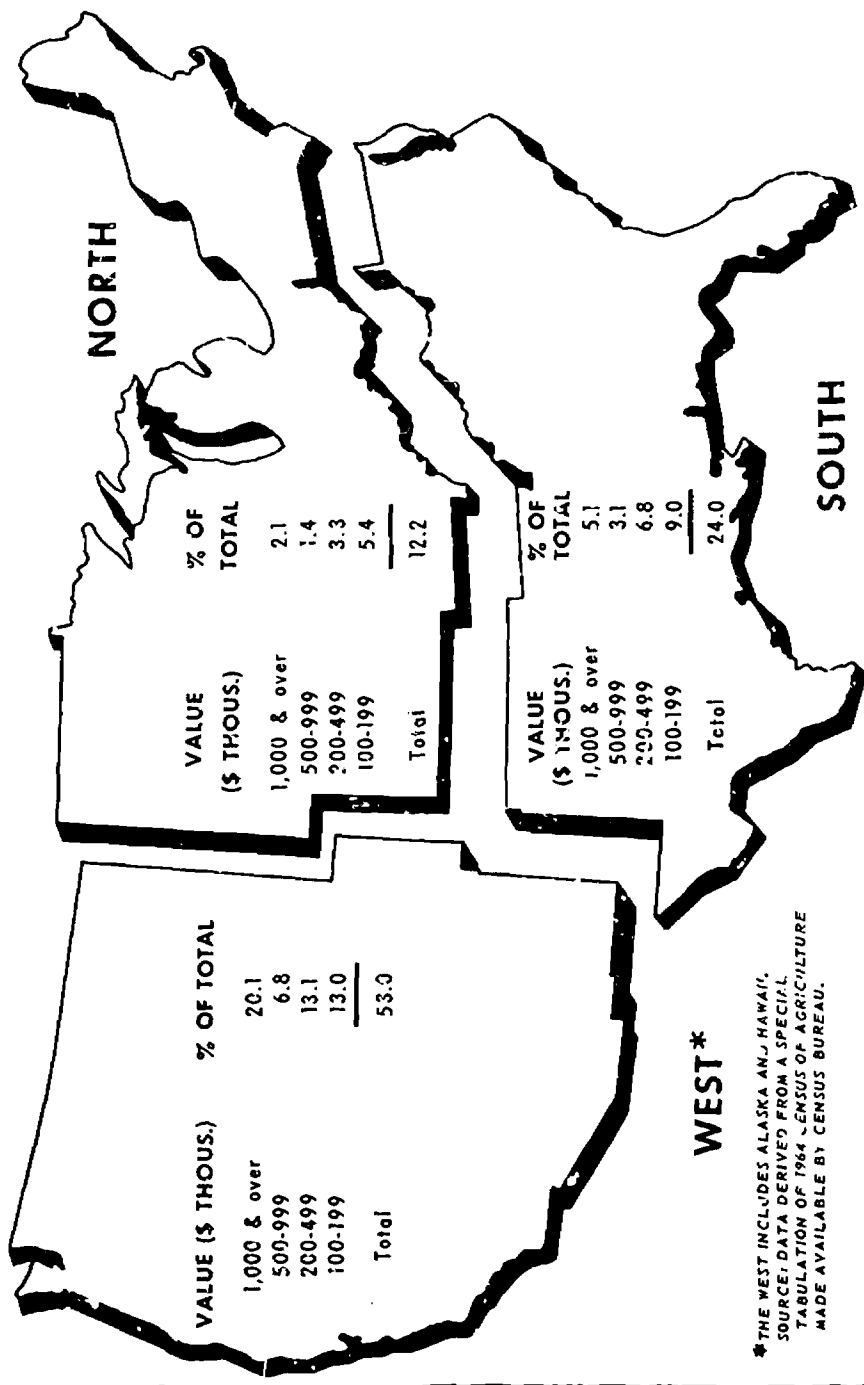 NORTH
VALUE ($ THOUS.) % OF TOTAL
1,000 & over 20.1
500-999 6.8
200-499 13.1
100-199 13.0
Total 53.0
VALUE % OF
($ THOUS.) TOTAL
1,000 & over 2.1
500-999 1.4
200-499 3.3
100-199 5.4
Total 12.2
VALUE % OF
($ THOUS.) TOTAL
1,000 & over 5.1
500-999 3.1
200-499 6.8
100-199 9.0
Total 24.0
WEST*
SOUTH
*THE WEST INCLUDES ALASKA AND HAWAII.
SOURCE: DATA DERIVED FROM A SPECIAL
TABULATION OF 1964 CENSUS OF AGRICULTURE
MADE AVAILABLE BY CENSUS BUREAU.